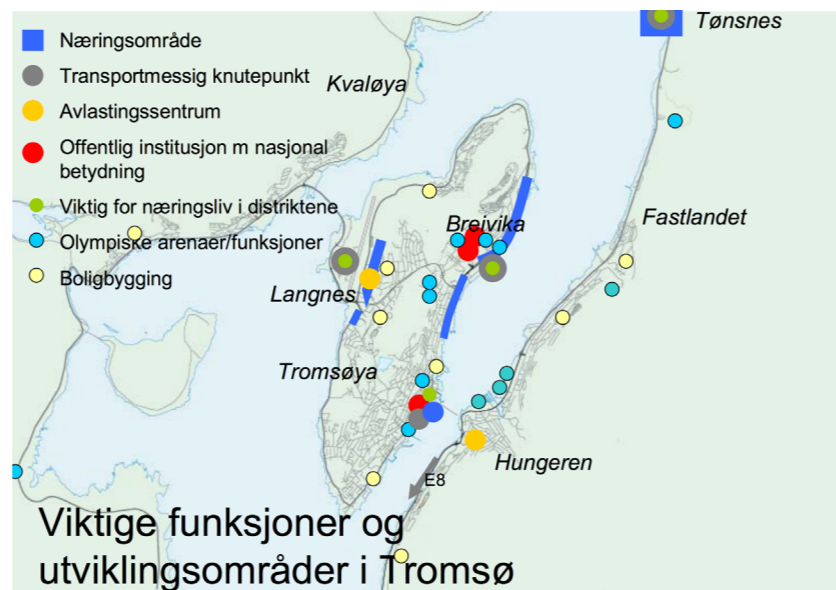 Næringsområde
Transportmessig knutepunkt
Avlastingssentrum
Offentlig institusjon m nasjonal
betydning
Viktig for næringsliv i distriktene
Olympiske arenaer/funksjoner
Boligbygging
Tønsnes
Kvaløya
Breivika
Fastlandet
Langnes
Tromsøya
Hungeren
E8
Viktige funksjoner og
utviklingsområder i Tromsø